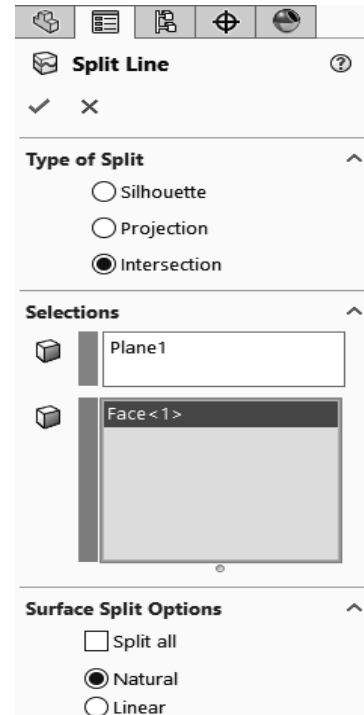 Split Line
Type of Split
Silhouette
Projection
Intersection
Selections
Plane1
Face<1>
Surface Split Options
Split all
Natural
Linear